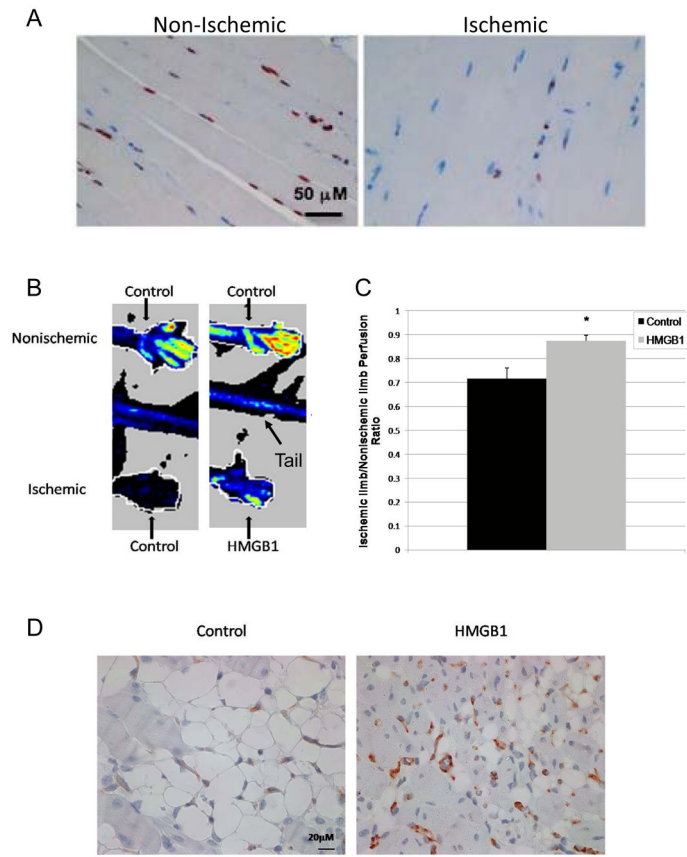 A
Non-Ischemic
Ischemic
50 µM
B
Control
Control
Nonischemic
Tail
Ischemic
Control
HMGB1
C
Ischemic limb/Nonischemic limb Perfusion
Ratio
1
0.9
0.8
0.7
0.6
0.5
0.4
0.3
0.2
0.1
0
*
Control
HMGB1
D
Control
HMGB1
20µM